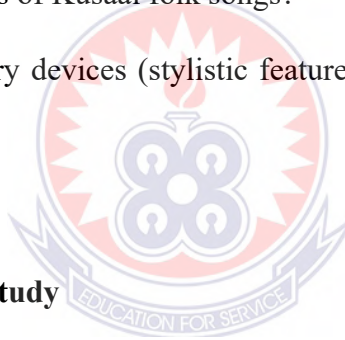 s of Kusaal folk songs?
ry devices (stylistic feature
tudy
EDUCATION FOR SERVICE